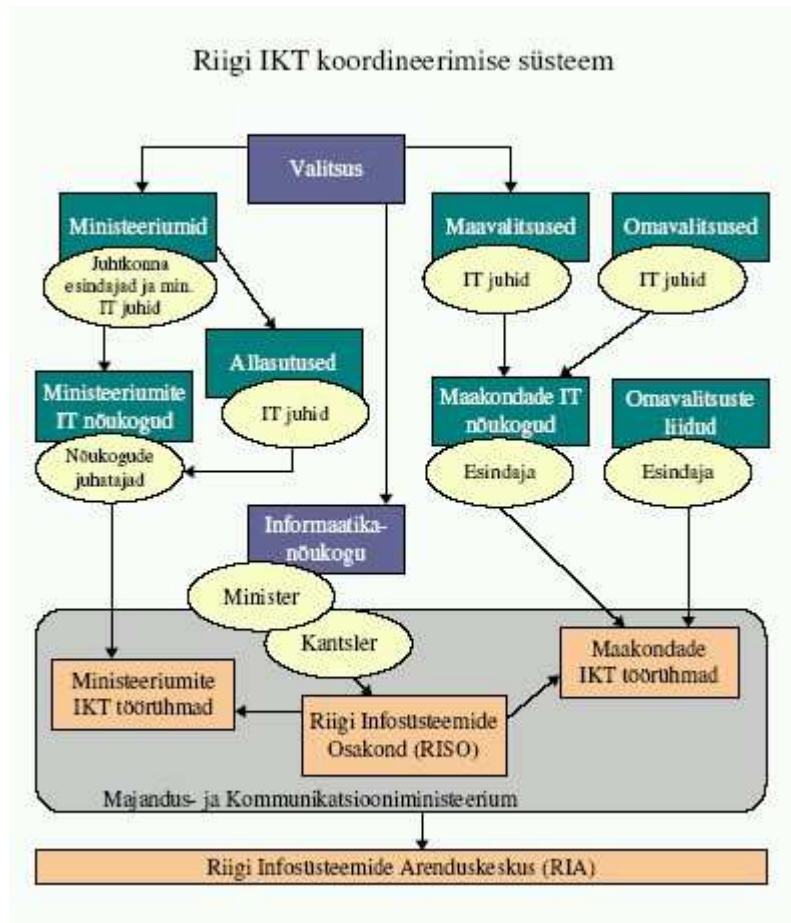 Riigi IKT koordineerimise süsteem
Valitsus
Ministeeriumid
Juhtkonna
esindajad ja min.
IT juhid
Maavalitsused
IT juhid
Omavalitsused
IT juhid
Allasutused
IT juhid
Ministeeriumite
IT nõukogud
Nõukogude
juhatajad
Maakondade IT
nõukogud
Esindaja
Omavalitsuste
liidud
Esindaja
Informaatika-
nõukogu
Minister
Kantsler
Ministeeriumite
IKT töörühmad
Maakondade
IKT töörühmad
Riigi Infosüsteemide
Osakond (RISO)
Majandus- ja Kommunikatsiooniministeerium
Riigi Infosüsteemide Arenduskeskus (RIA)